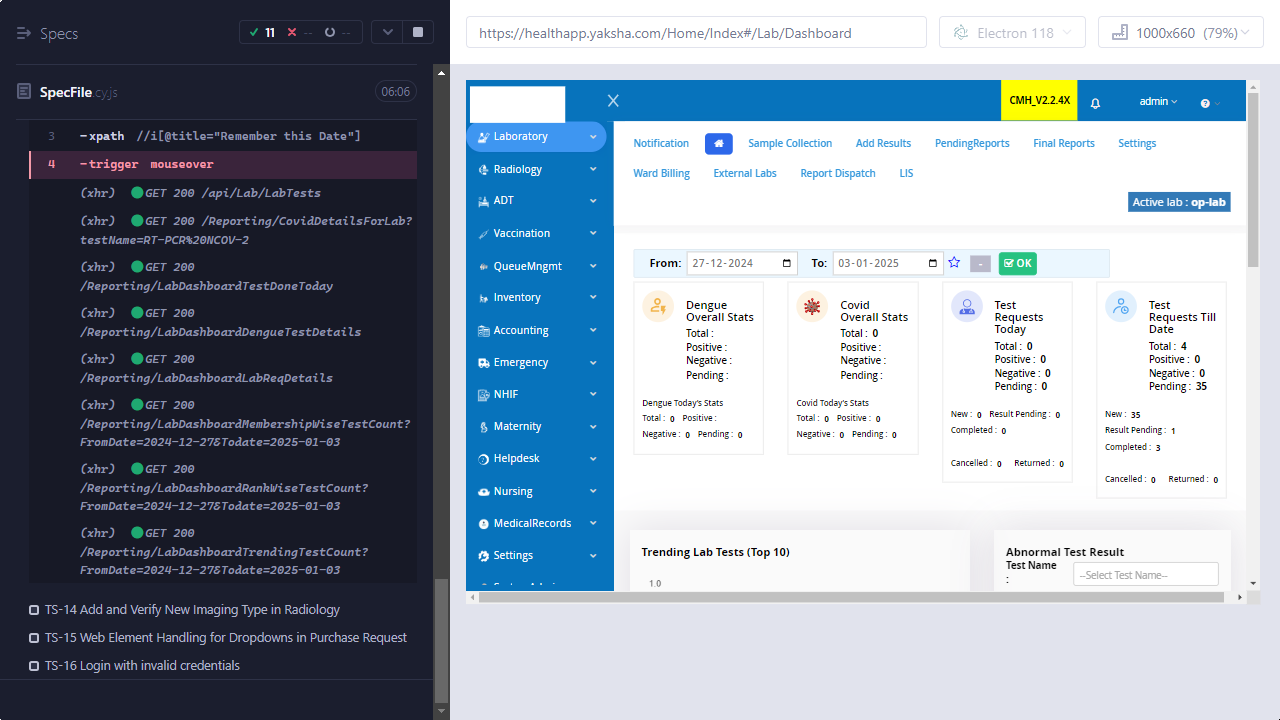 Specs
11
--
--
SpecFile.cy.js
06:06
3 -xpath //i[@title="Remember this Date"]
4 -trigger mouseover
(xhr) GET 200 /api/Lab/LabTests
(xhr) GET 200 /Reporting/CovidDetailsForLab?
testName=RT-PCR%20NCOV-2
(xhr) GET 200
/Reporting/LabDashboardTestDoneToday
(xhr) GET 200
/Reporting/LabDashboardDengueTestDetails
(xhr) GET 200
/Reporting/LabDashboardLabReqDetails
(xhr) GET 200
/Reporting/LabDashboardMembershipWiseTestCount?
FromDate=2024-12-27&Todate=2025-01-03
(xhr) GET 200
/Reporting/LabDashboardRankWiseTestCount?
FromDate=2024-12-27&Todate=2025-01-03
(xhr) GET 200
/Reporting/LabDashboardTrendingTestCount?
FromDate=2024-12-27&Todate=2025-01-03
TS-14 Add and Verify New Imaging Type in Radiology
TS-15 Web Element Handling for Dropdowns in Purchase Request
TS-16 Login with invalid credentials
https://healthapp.yaksha.com/Home/Index#/Lab/Dashboard
Electron 118
1000x660 (79%)
CMH_V2.2.4X
admin
Laboratory
Radiology
ADT
Vaccination
QueueMngmt
Inventory
Accounting
Emergency
NHIF
Maternity
Helpdesk
Nursing
MedicalRecords
Settings
Notification Sample Collection Add Results PendingReports Final Reports Settings
Ward Billing External Labs Report Dispatch LIS
Active lab : op-lab
From: 27-12-2024 To: 03-01-2025 - OK
Dengue
Overall Stats
Total :
Positive :
Negative :
Pending :
Dengue Today's Stats
Total : 0 Positive :
Negative : 0 Pending : 0
Covid
Overall Stats
Total : 0
Positive :
Negative :
Pending :
Covid Today's Stats
Total : 0 Positive : 0
Negative : 0 Pending : 0
Test
Requests
Today
Total : 0
Positive : 0
Negative : 0
Pending : 0
New : 0 Result Pending : 0
Completed : 0
Cancelled : 0 Returned : 0
Test
Requests Till
Date
Total : 4
Positive : 0
Negative : 0
Pending : 35
New : 35
Result Pending : 1
Completed : 3
Cancelled : 0 Returned : 0
Trending Lab Tests (Top 10)
1.0
Abnormal Test Result
Test Name
:
--Select Test Name--